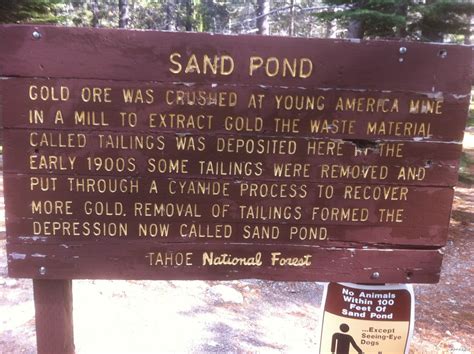 SAND POND
GOLD ORE WAS CRUSHED AT YOUNG AMERICA MINE
IN A MILL TO EXTRACT GOLD THE WASTE MATERIAL
CALLED TAILINGS WAS DEPOSITED HERE IN THE
EARLY 1900S. SOME TAILINGS WERE REMOVED AND
PUT THROUGH A CYANIDE PROCESS TO RECOVER
MORE GOLD. REMOVAL OF TAILINGS FORMED THE
DEPRESSION NOW CALLED SAND POND.
TAHOE National Forest
No Animals
Within 100
Feet Of
Sand Pond
...Except
Seeing-Eye
Dogs